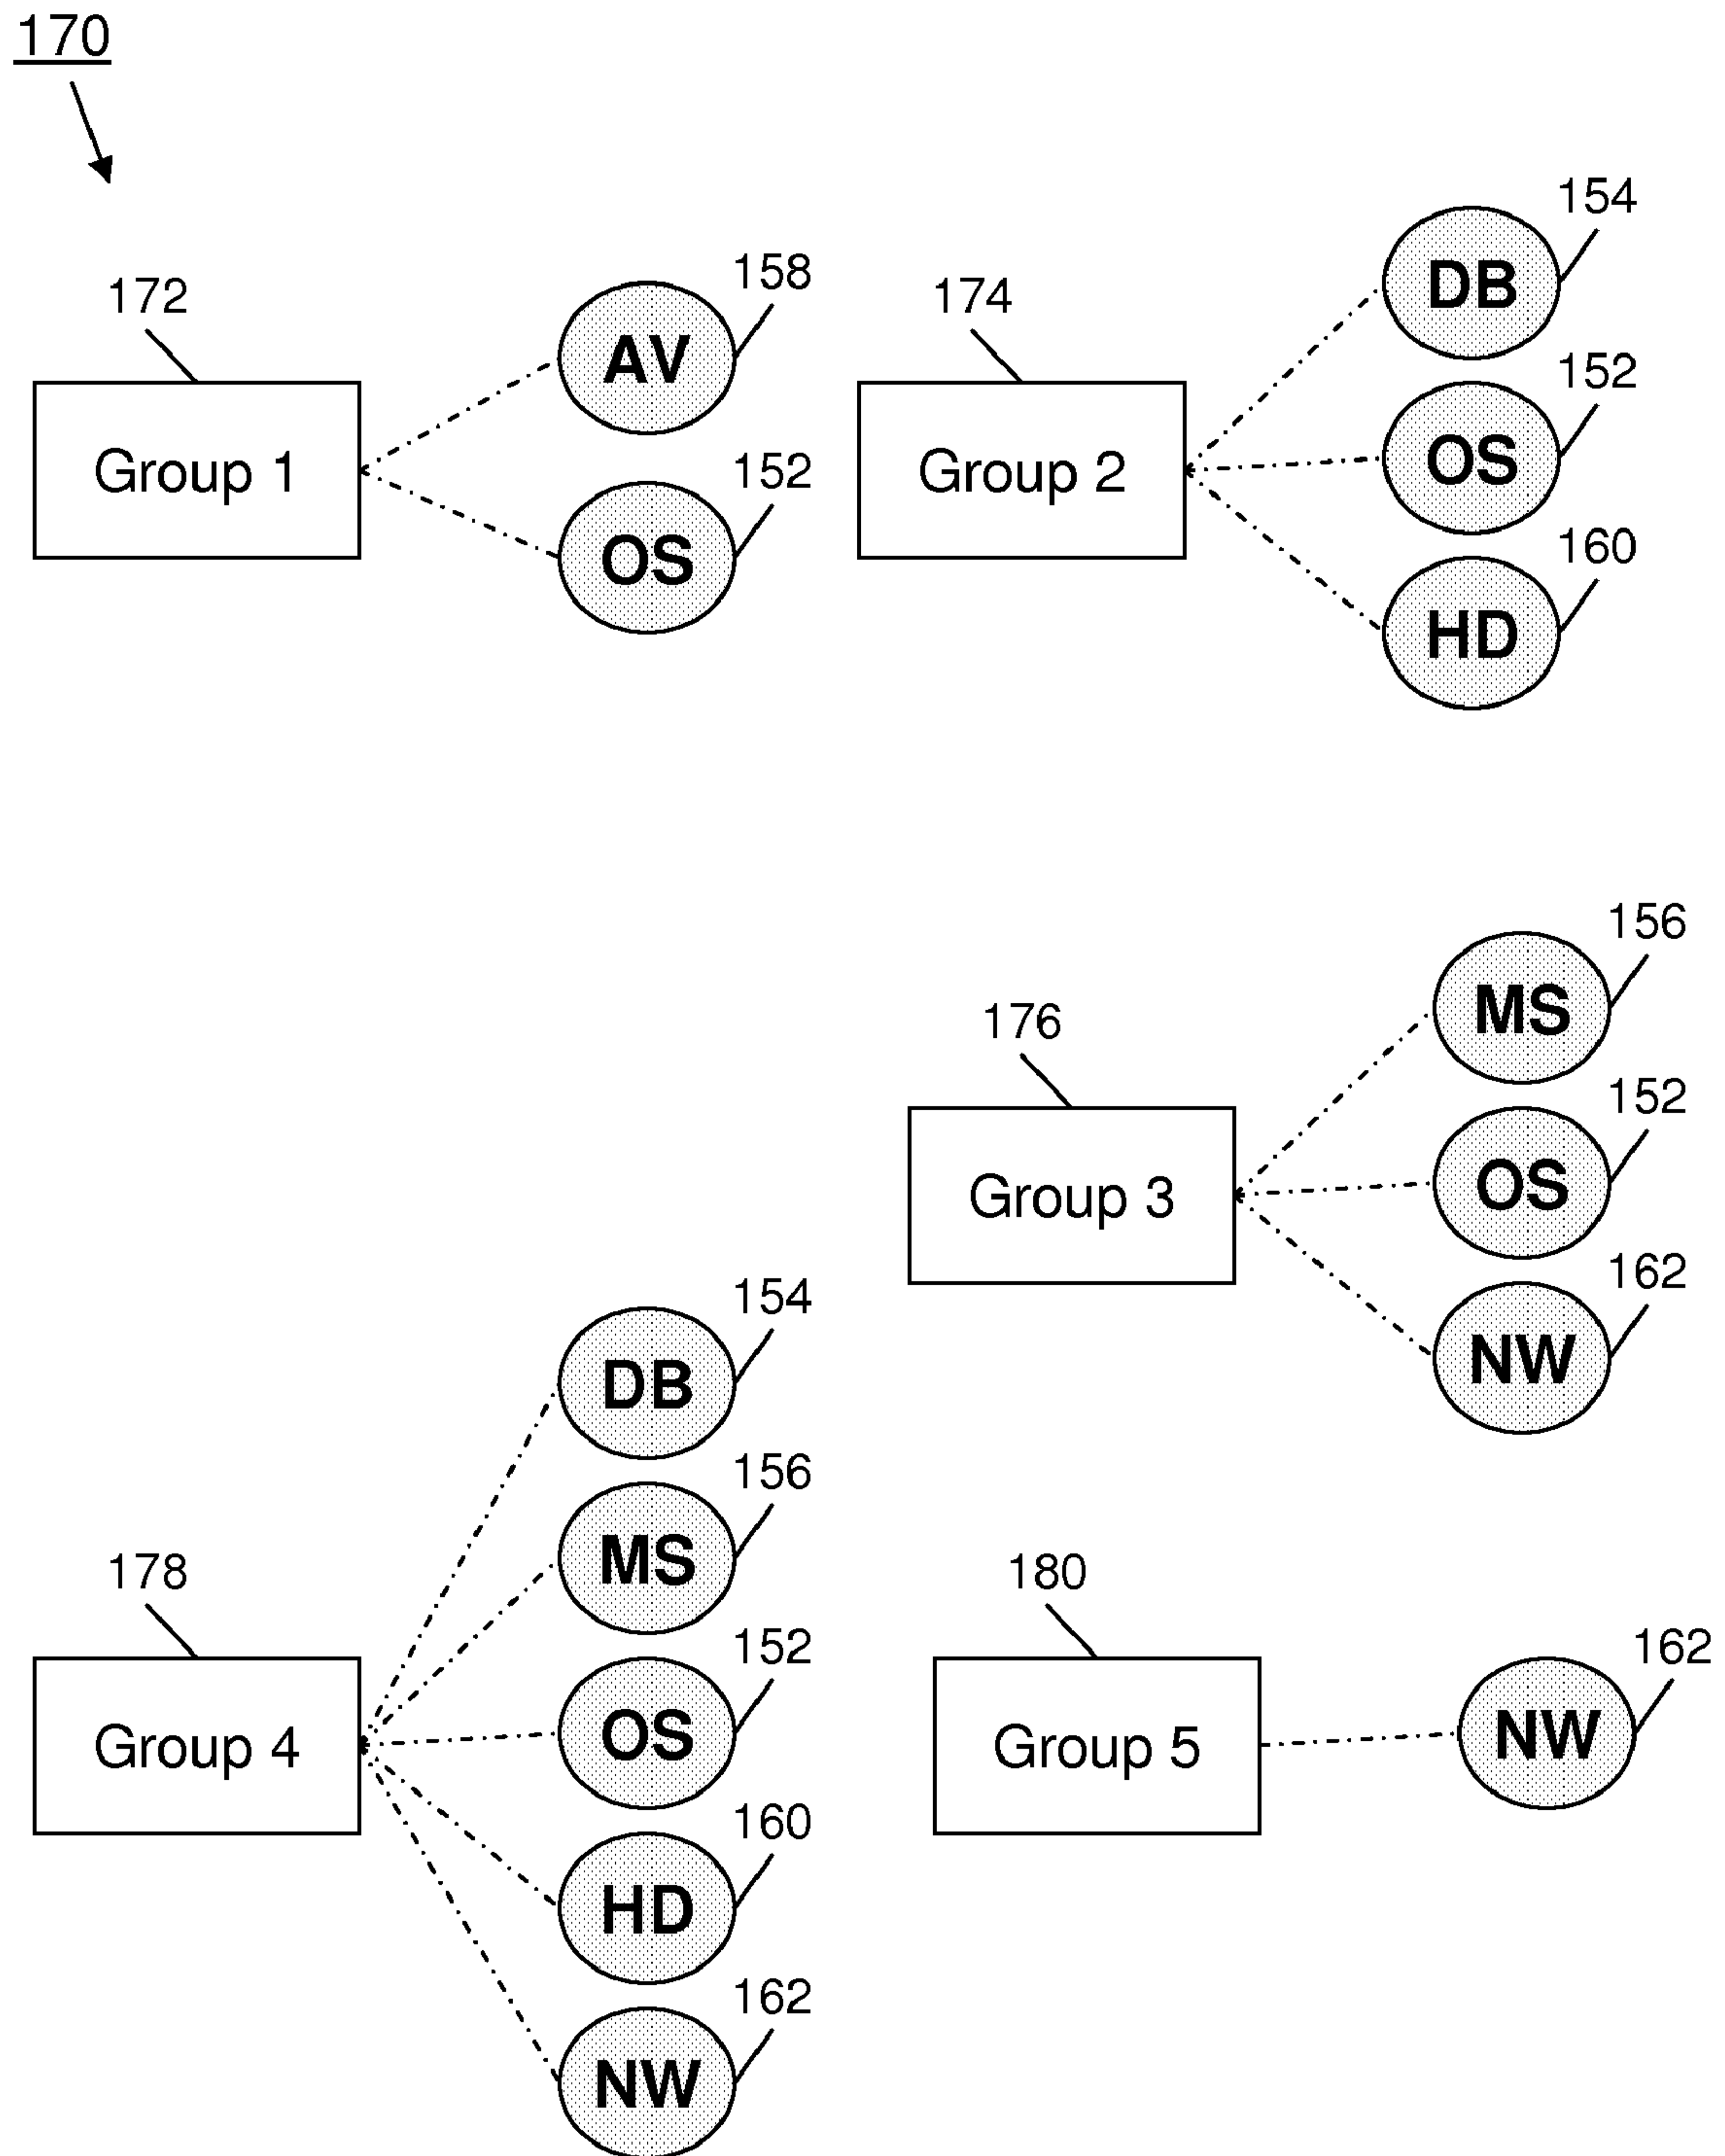 170
172
Group 1
158
AV
152
OS
174
Group 2
154
DB
152
OS
160
HD
176
Group 3
156
MS
152
OS
162
NW
178
Group 4
154
DB
156
MS
152
OS
160
HD
162
NW
180
Group 5
162
NW